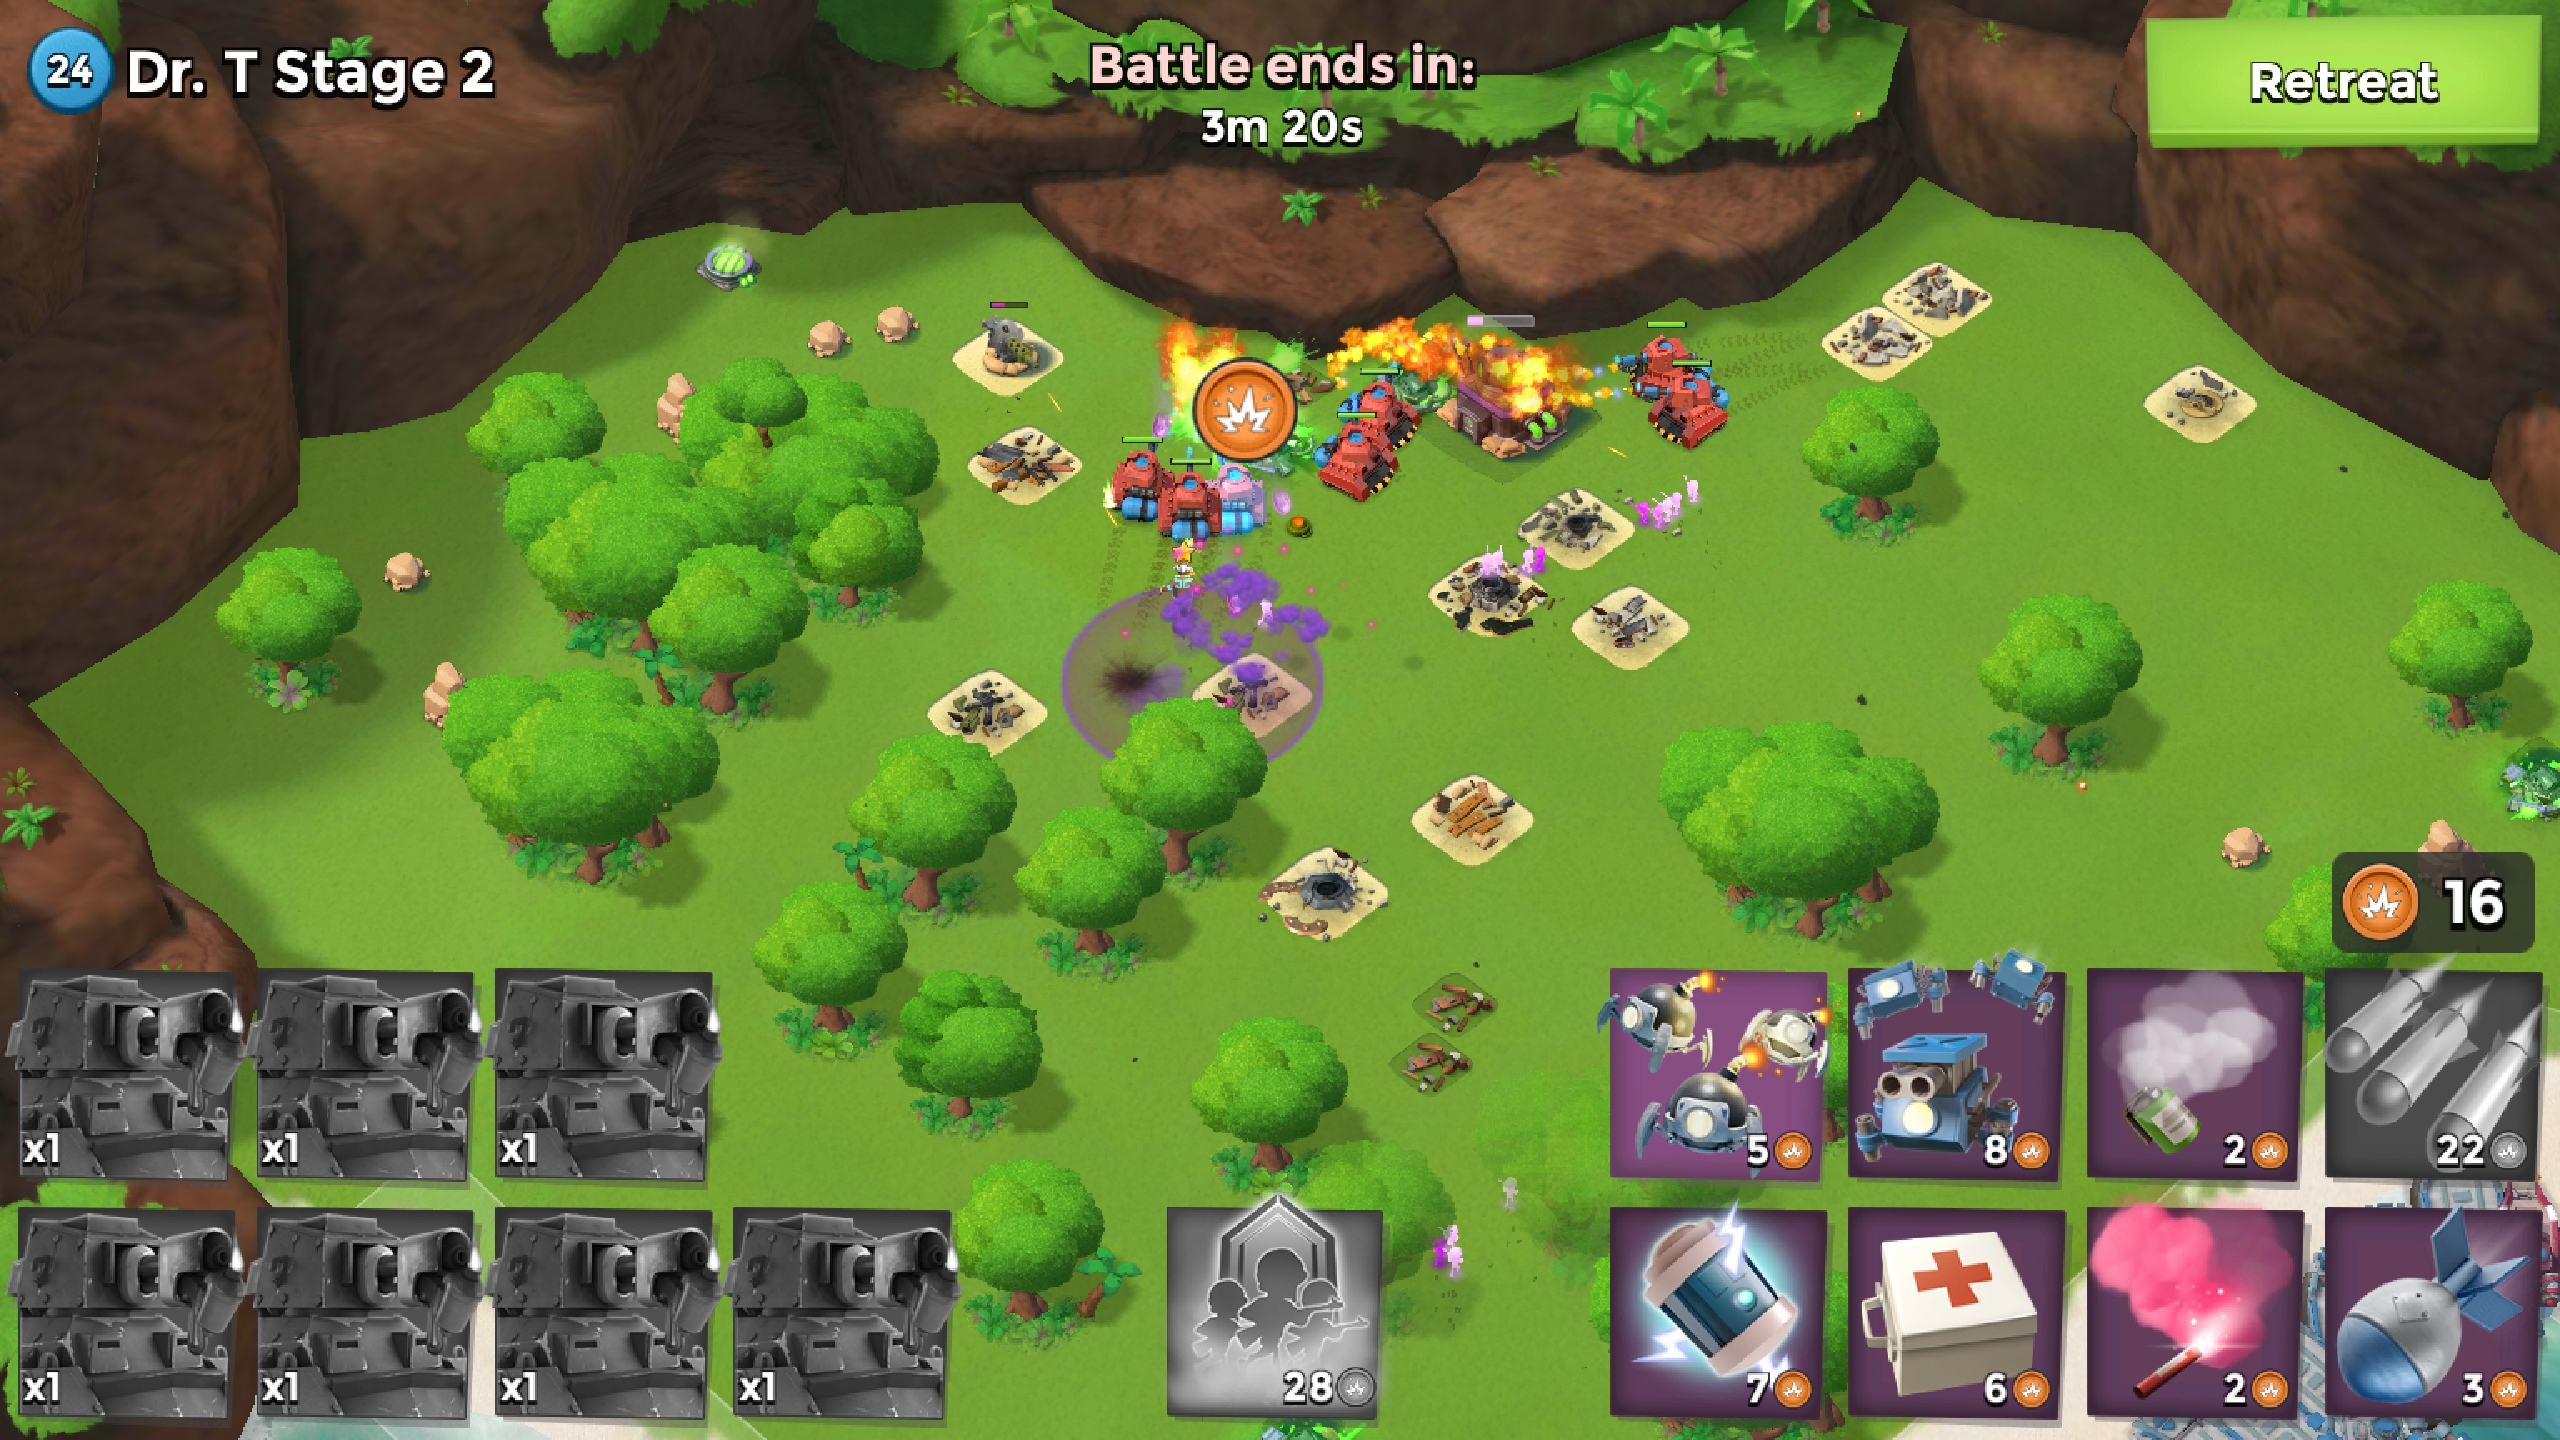 24 Dr. T Stage 2
Battle ends in:
3m 20s
Retreat
16
x1 x1 x1
5 8 2 22
x1 x1 x1 x1
28
7 6 2 3